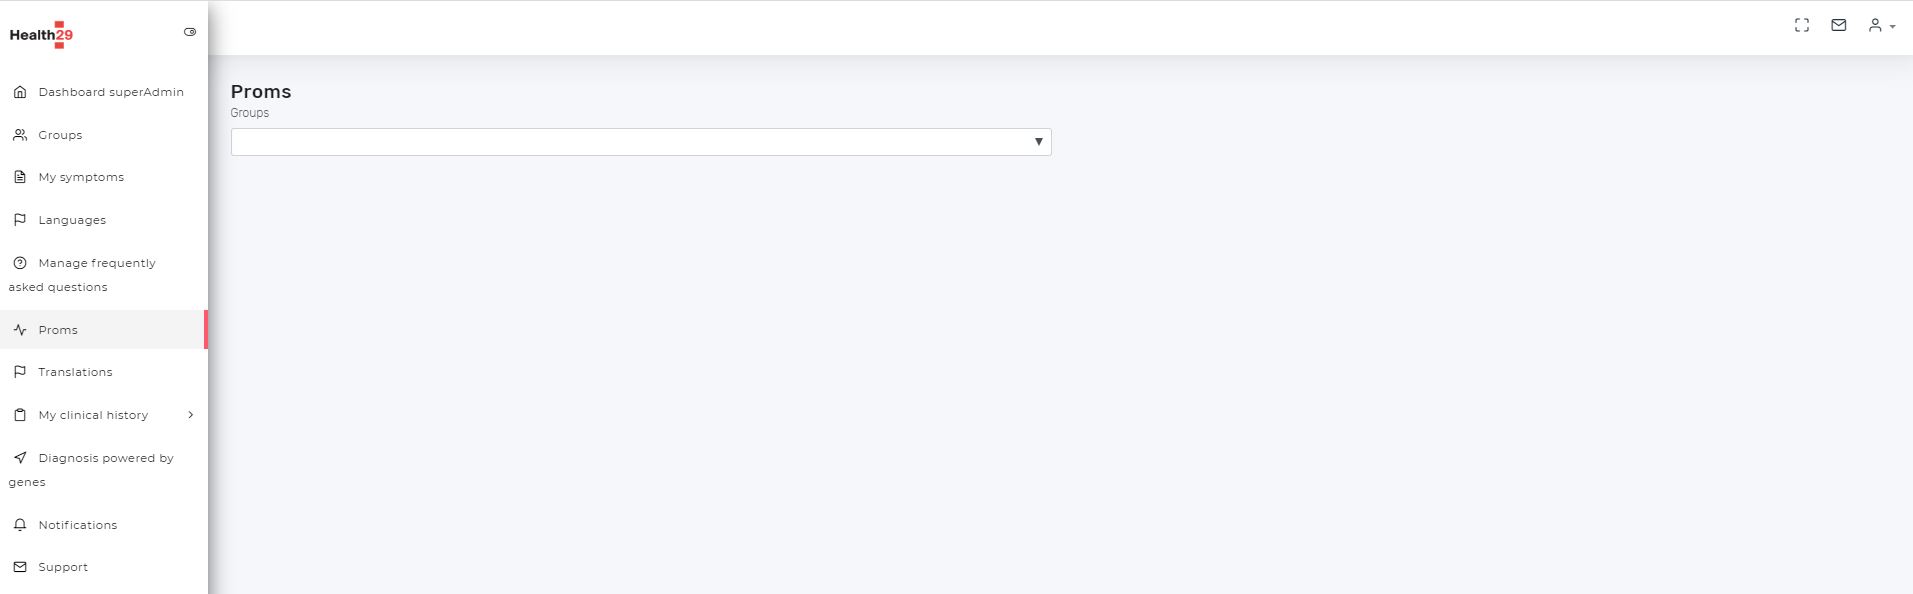 Health29
Dashboard superAdmin
Groups
My symptoms
Languages
Manage frequently
asked questions
Proms
Translations
My clinical history
Diagnosis powered by
genes
Notifications
Support
Proms
Groups